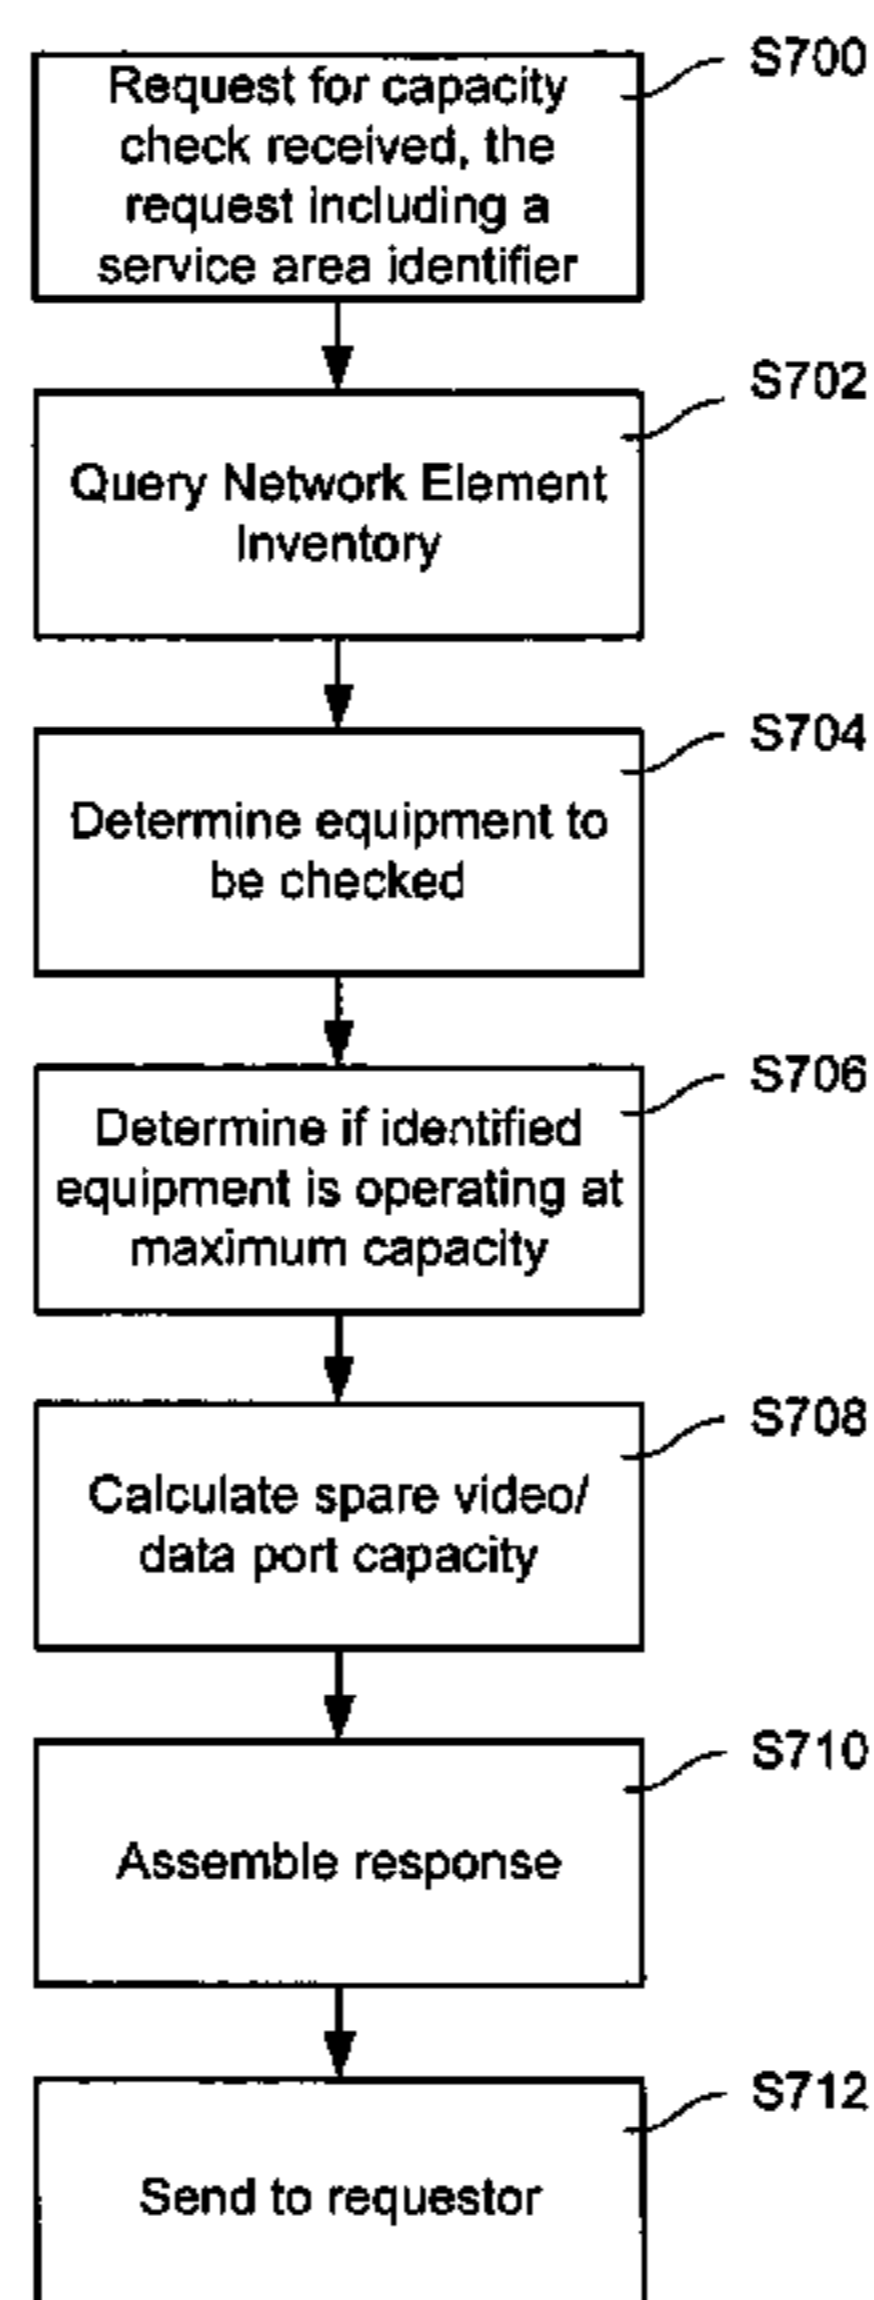 S700
Request for capacity
check received, the
request including a
service area identifier
S702
Query Network Element
Inventory
S704
Determine equipment to
be checked
S706
Determine if identified
equipment is operating at
maximum capacity
S708
Calculate spare video/
data port capacity
S710
Assemble response
S712
Send to requestor